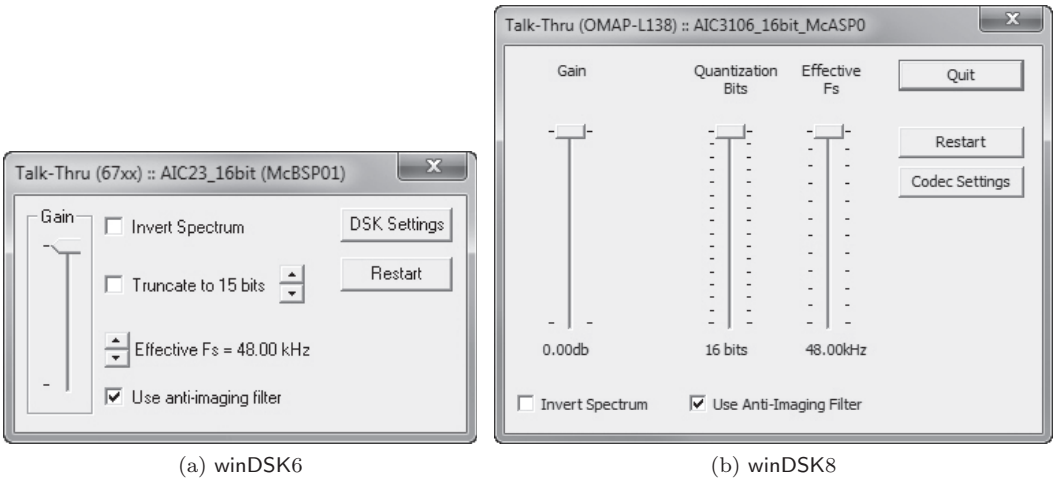 Talk-Thru (67xx) :: AIC23_16bit (McBSP01)
X
Gain
Invert Spectrum
DSK Settings
Truncate to 15 bits
Restart
Effective Fs = 48.00 kHz
Use anti-imaging filter
(a) winDSK6
Talk-Thru (OMAP-L138) :: AIC3106_16bit_McASP0
X
Gain
Quantization
Bits
Effective
Fs
Quit
Restart
Codec Settings
0.00db
16 bits
48.00kHz
Invert Spectrum
Use Anti-Imaging Filter
(b) winDSK8